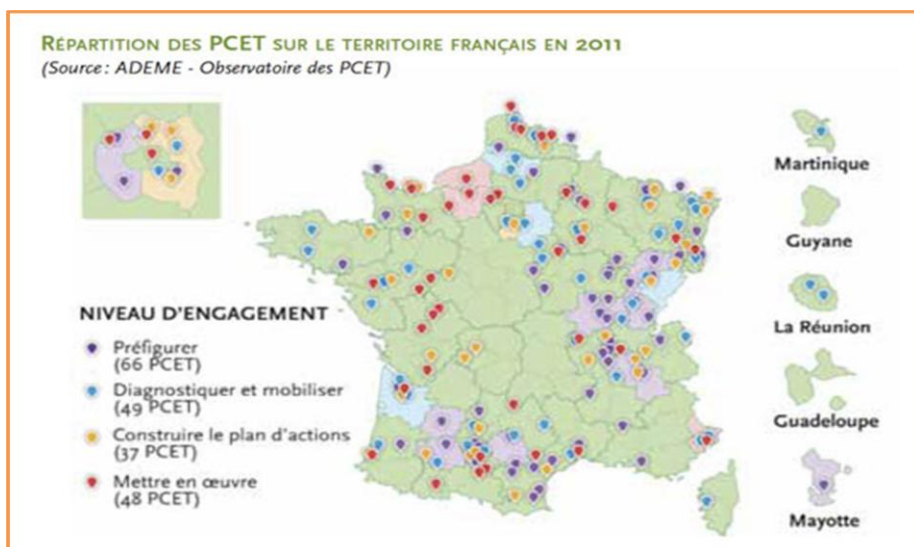 RÉPARTITION DES PCET SUR LE TERRITOIRE FRANÇAIS EN 2011
(Source : ADEME - Observatoire des PCET)
Martinique
Guyane
La Réunion
Guadeloupe
Mayotte
NIVEAU D'ENGAGEMENT
Préfigurer
(66 PCET)
Diagnostiquer et mobiliser
(49 PCET)
Construire le plan d'actions
(37 PCET)
Mettre en œuvre
(48 PCET)